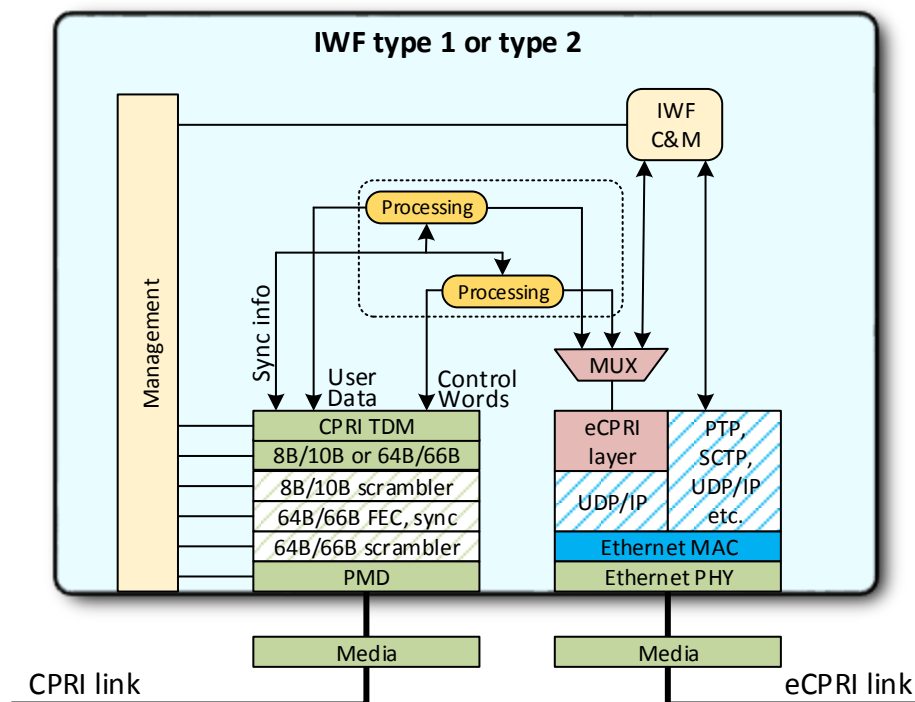 IWF type 1 or type 2
IWF
C&M
Processing
Processing
Management
Sync info
User
Data
Control
Words
MUX
CPRI TDM
8B/10B or 64B/66B
8B/10B scrambler
64B/66B FEC, sync
64B/66B scrambler
PMD
eCPRI
layer
UDP/IP
PTP,
SCTP,
UDP/IP
etc.
Ethernet MAC
Ethernet PHY
Media
Media
CPRI link
eCPRI link